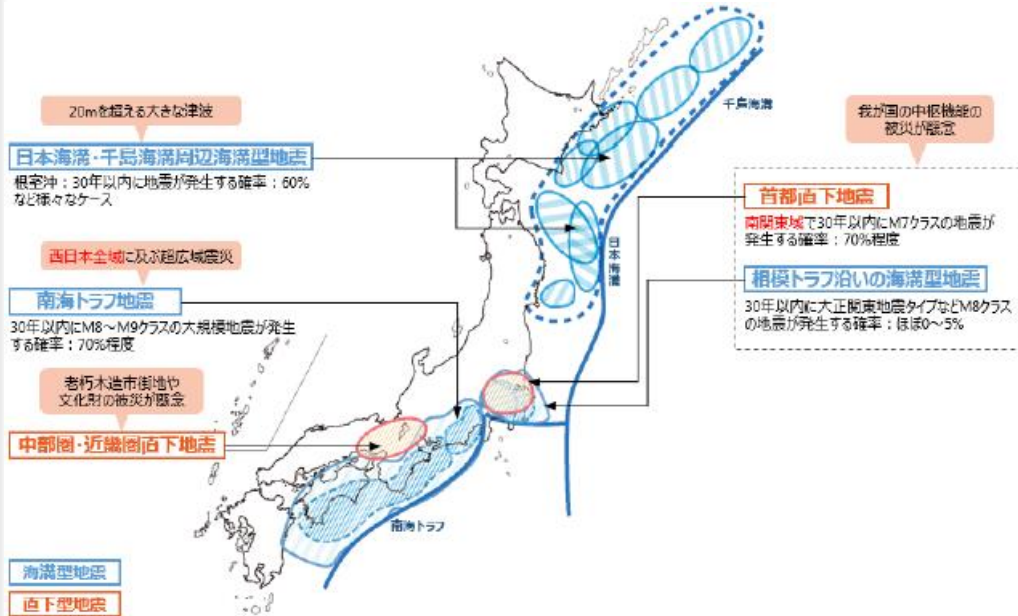 20mを超える大きな津波
日本海溝・千島海溝周辺海溝型地震
根室沖：30年以内に地震が発生する確率：60%
など様々なケース
西日本全域に及ぶ超広域震災
南海トラフ地震
30年以内にM8～M9クラスの大規模地震が発生
する確率：70%程度
老朽木造市街地や
文化財の被災が懸念
中部圏・近畿圏直下地震
海溝型地震
直下型地震
千島海溝
日本海溝
南海トラフ
我が国の中枢機能の
被災が懸念
首都直下地震
南関東域で30年以内にM7クラスの地震が
発生する確率：70%程度
相模トラフ沿いの海溝型地震
30年以内に大正関東地震タイプなどM8クラス
の地震が発生する確率：ほぼ0～5%